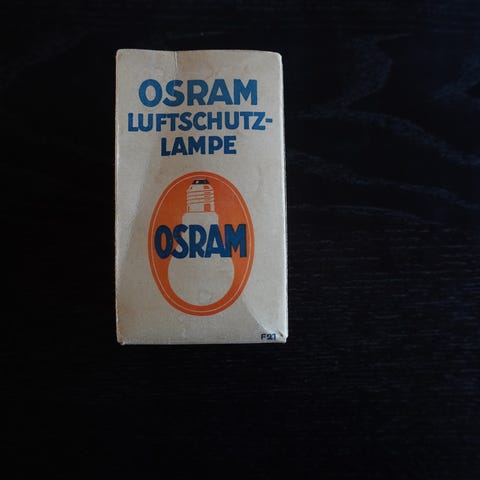 OSRAM
LUFTSCHUTZ-
LAMPE
OSRAM
F21